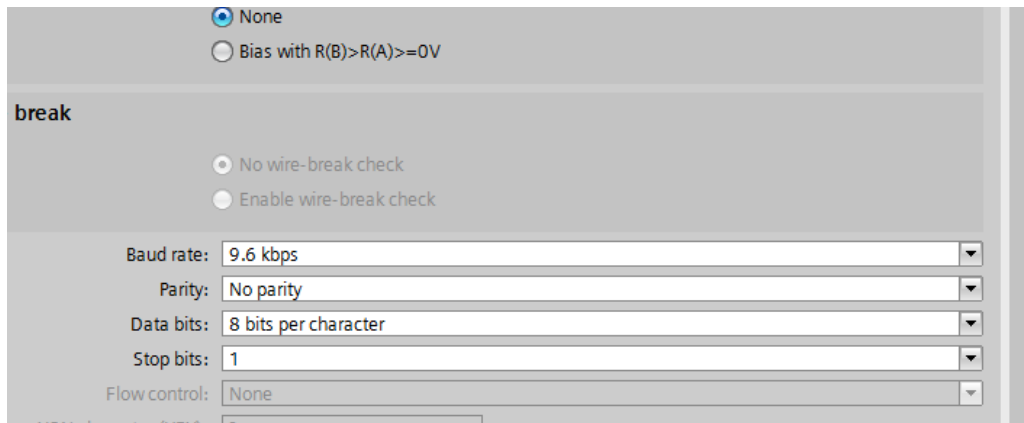 None
Bias with R(B)>R(A)>=0V
break
No wire-break check
Enable wire-break check
Baud rate: 9.6 kbps
Parity: No parity
Data bits: 8 bits per character
Stop bits: 1
Flow control: None